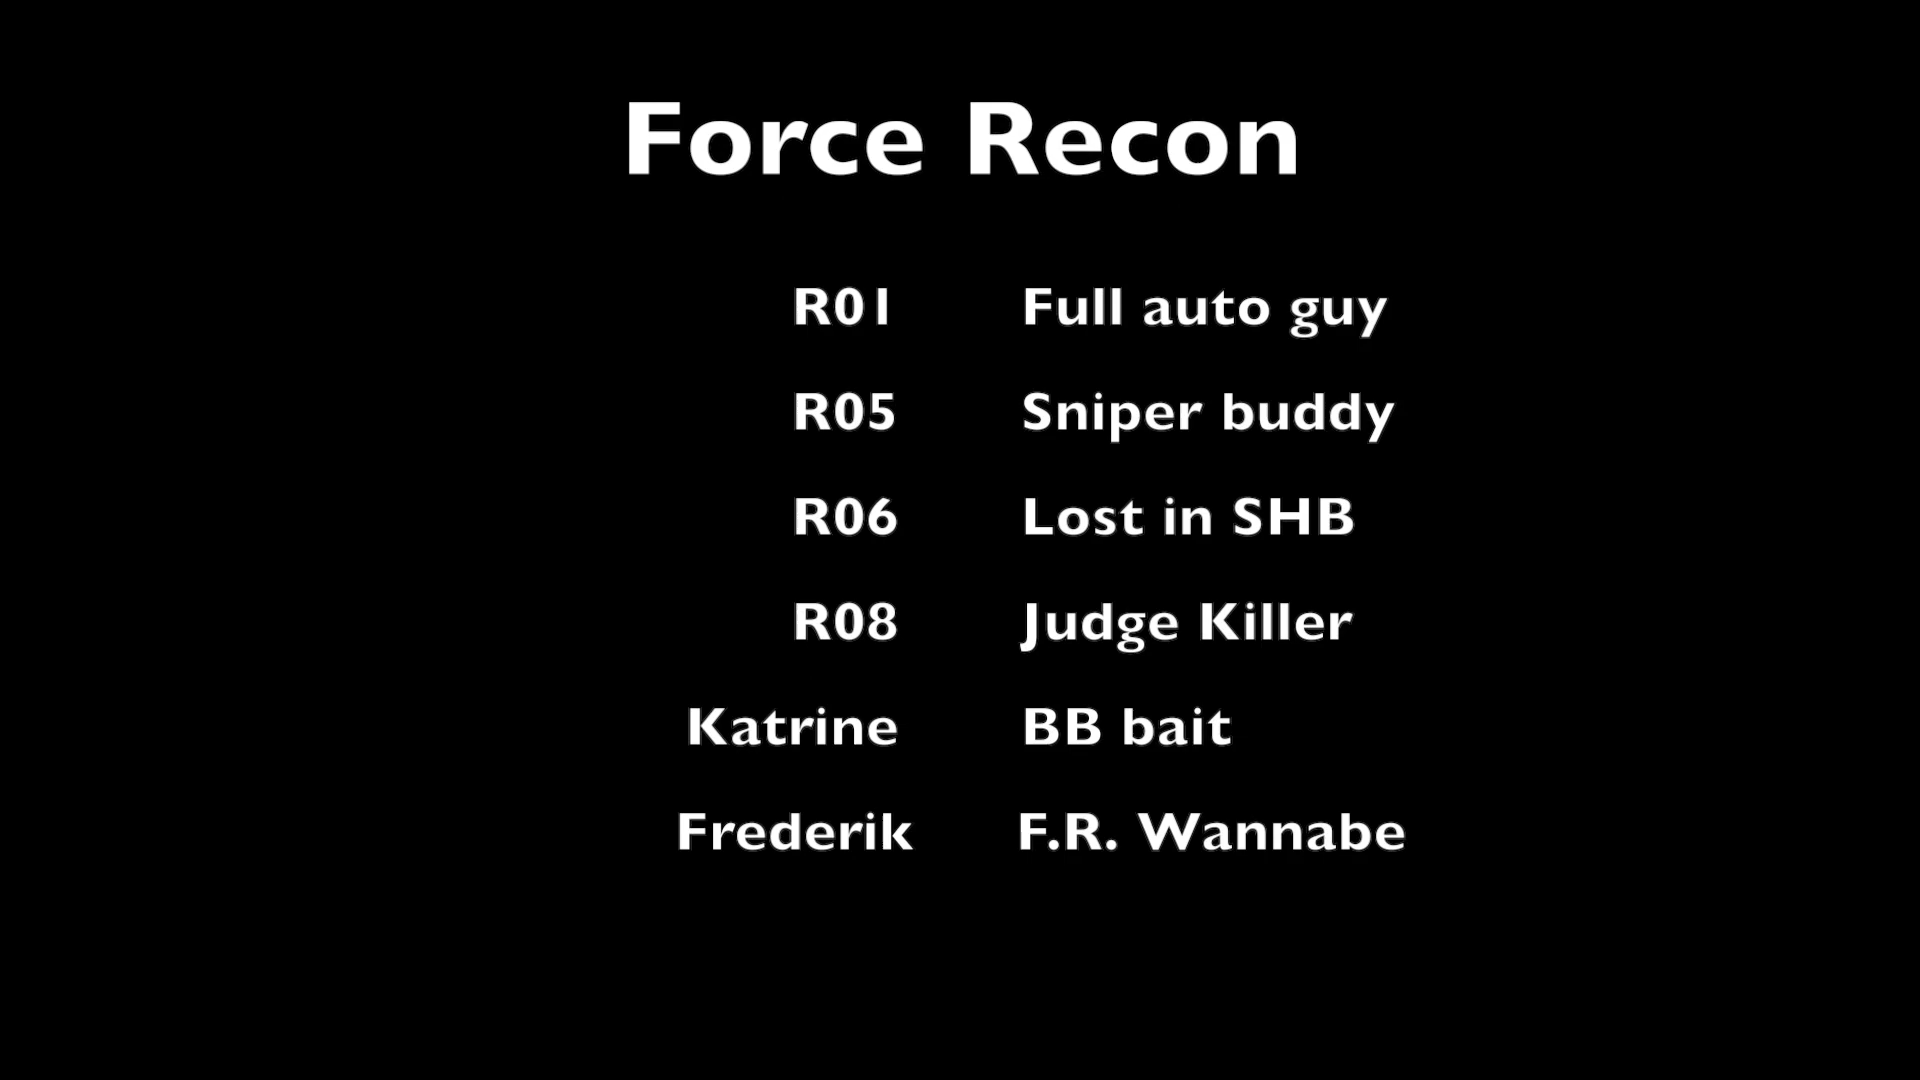 Force Recon
R01 Full auto guy
R05 Sniper buddy
R06 Lost in SHB
R08 Judge Killer
Katrine BB bait
Frederik F.R. Wannabe